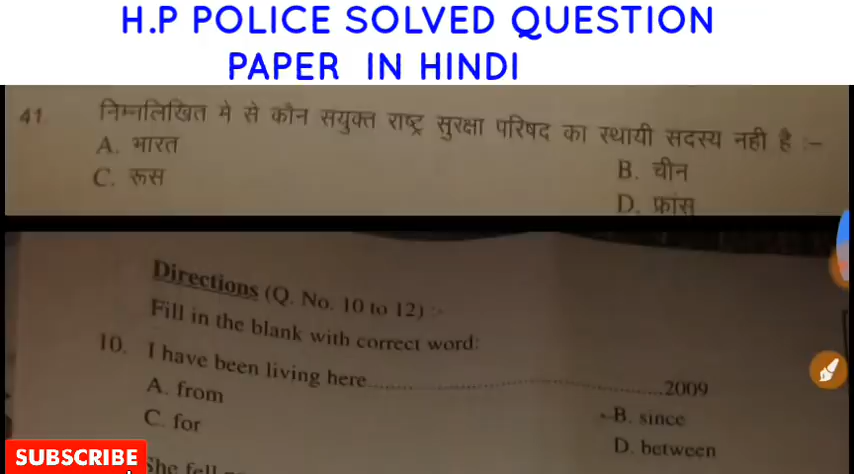 H.P POLICE SOLVED QUESTION
PAPER IN HINDI
41. निम्नलिखित मे से कौन सयुक्त राष्ट्र सुरक्षा परिषद का स्थायी सदस्य नही है :–
A. भारत
B. चीन
C. रूस
D. फ्रांस
Directions (Q. No. 10 to 12) :-
Fill in the blank with correct word:
10. I have been living here..............................2009
A. from
B. since
C. for
D. between
SUBSCRIBE
She fell